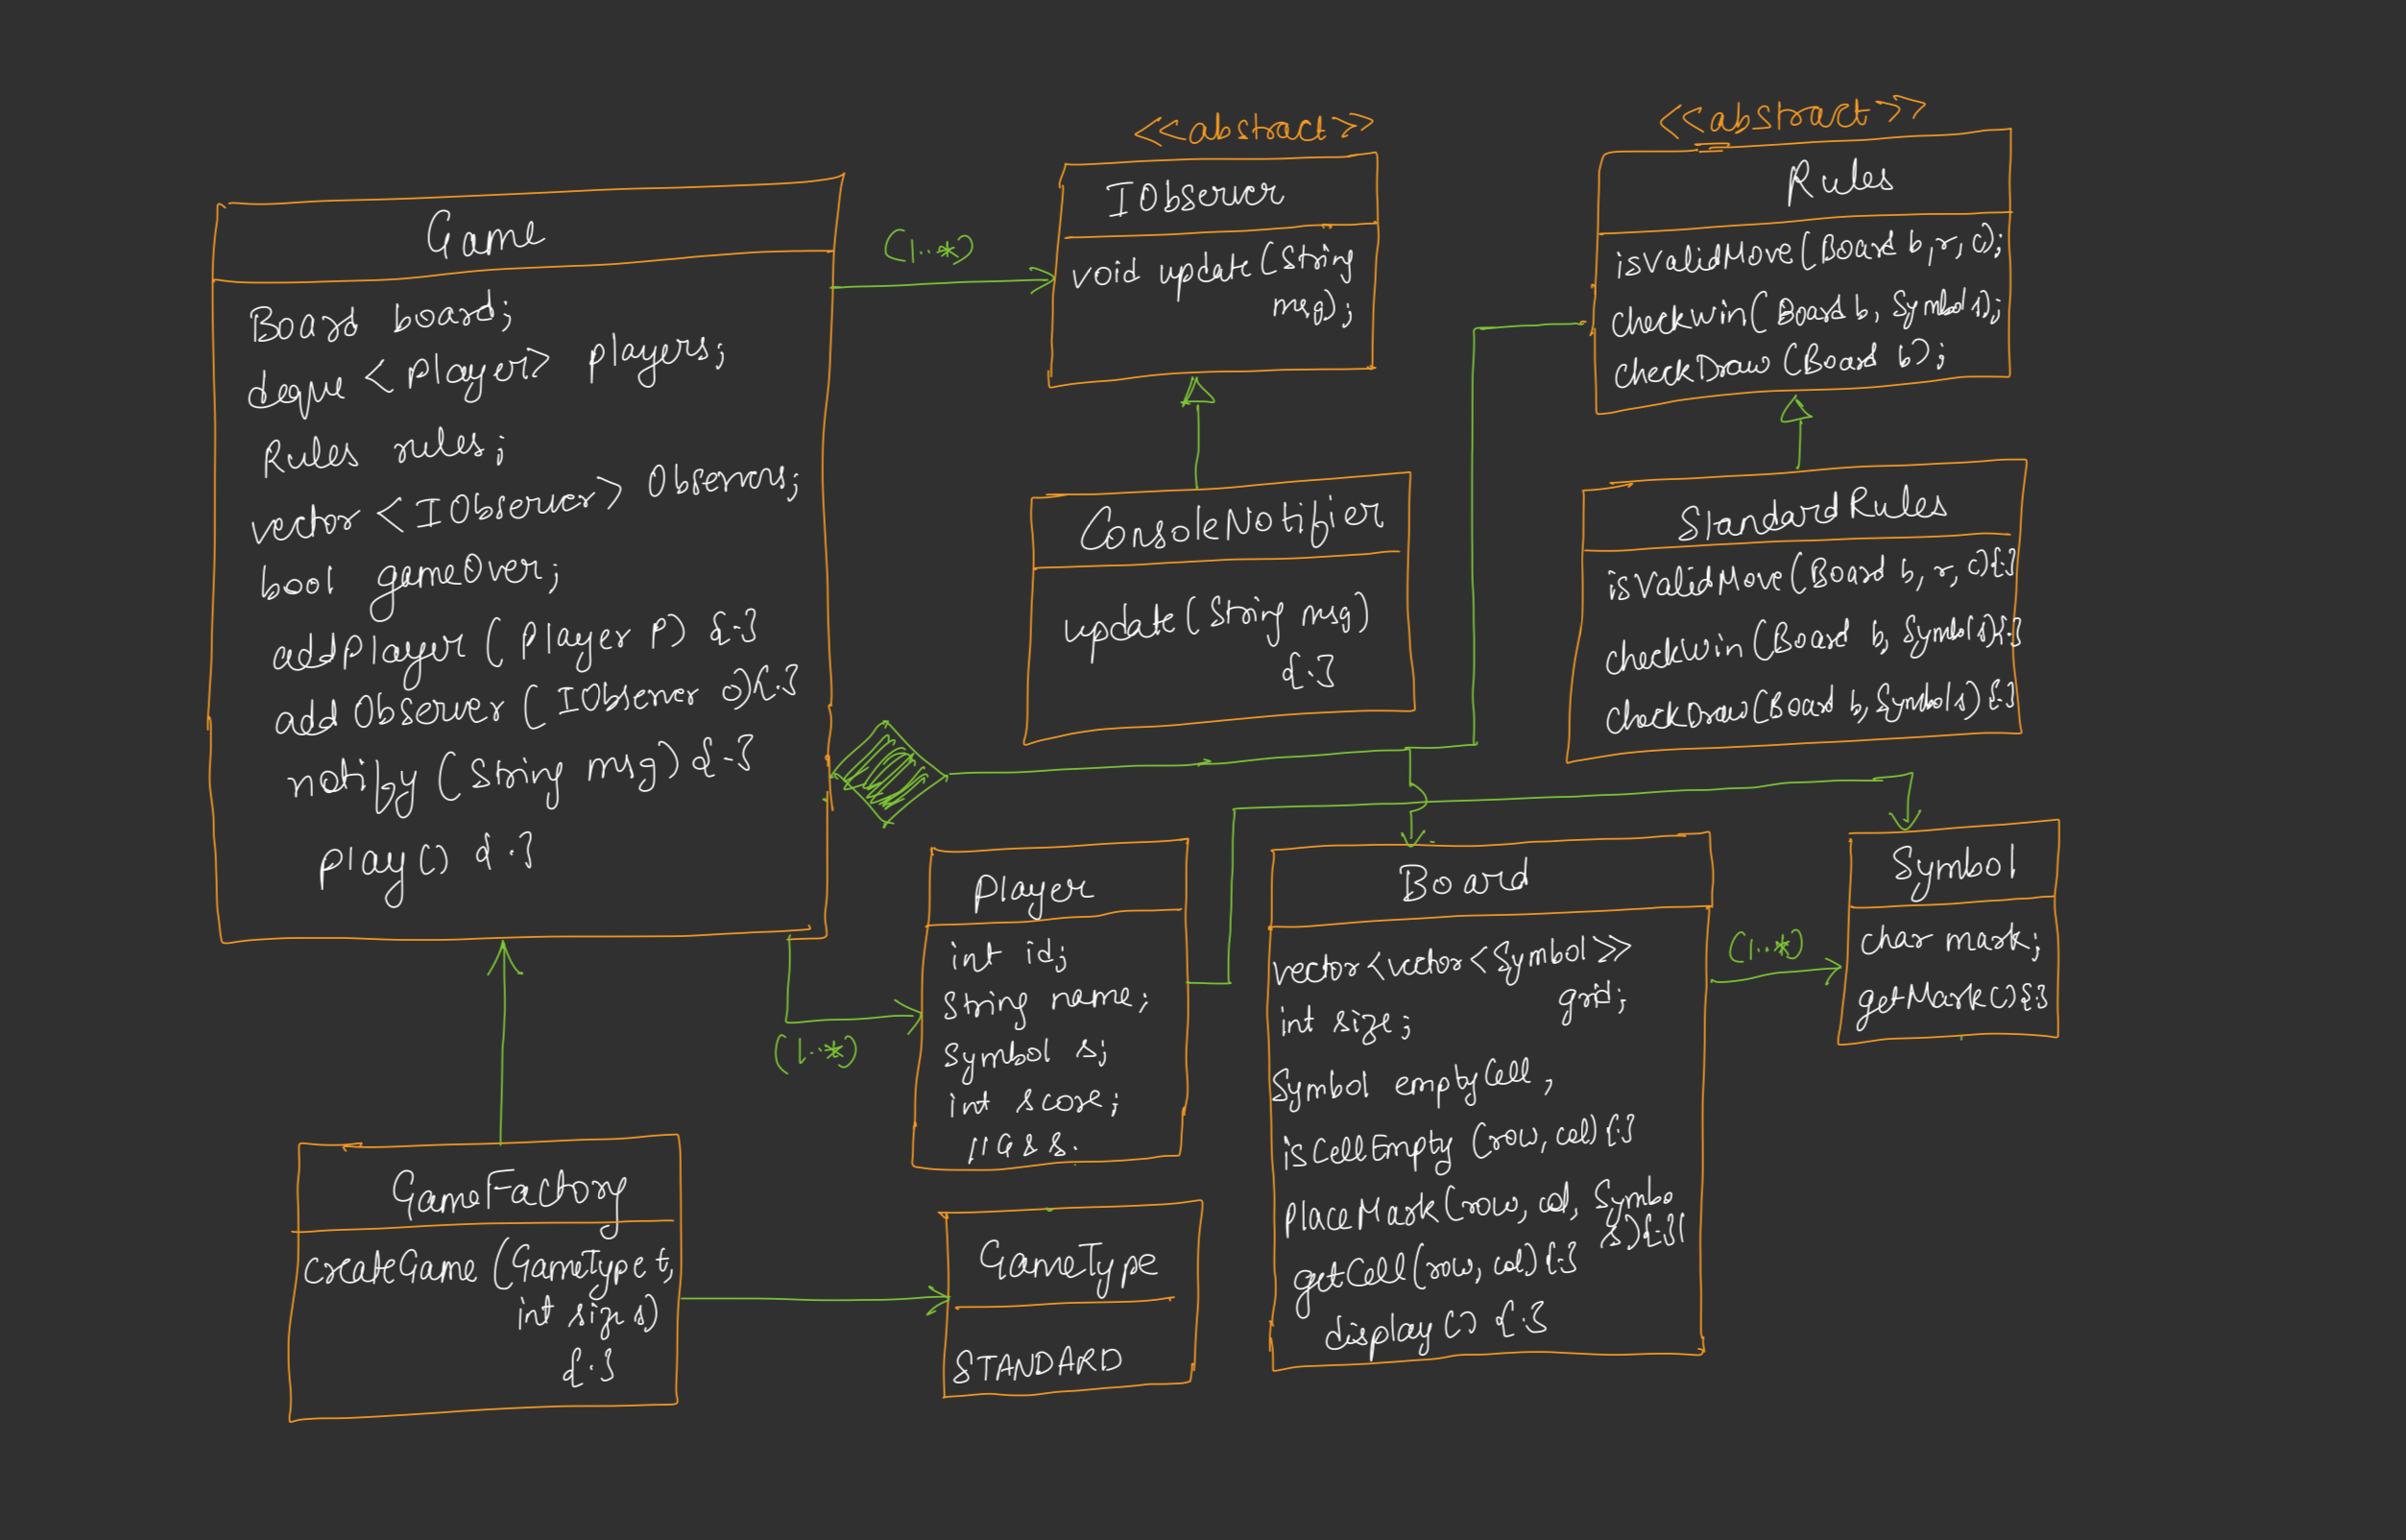 Game
Board board;
deque <Player> players;
Rules rules;
vector <IObserver> Observers;
bool gameOver;
addPlayer (Player P) {.}
add Observer (IObserver o){.}
notify (String msg) {.}
play() {.}
(1..*)
<<abstract>>
IObserver
void update (String
msg);
<<abstract>>
Rules
isValidMove(Board b, r, c);
checkWin(Board b, Symbol s);
checkDraw (Board b);
ConsoleNotifier
update(String msg)
{.}
StandardRules
isValidMove(Board b, r, c){.}
checkWin(Board b, Symbol s){.}
checkDraw(Board b, Symbol s){.}
Player
int id;
String name;
Symbol s;
int score;
//G & S.
(1..*)
Board
vector<vector<Symbol>>
grid;
int size;
Symbol emptyCell;
isCellEmpty (row, col){.}
placeMark(row, col, Symbo
s){.}
getCell(row, col){.}
display() {.}
(1..*)
Symbol
char mark;
getMark(){.}
GameFactory
createGame (GameType t,
int size s)
{.}
GameType
STANDARD